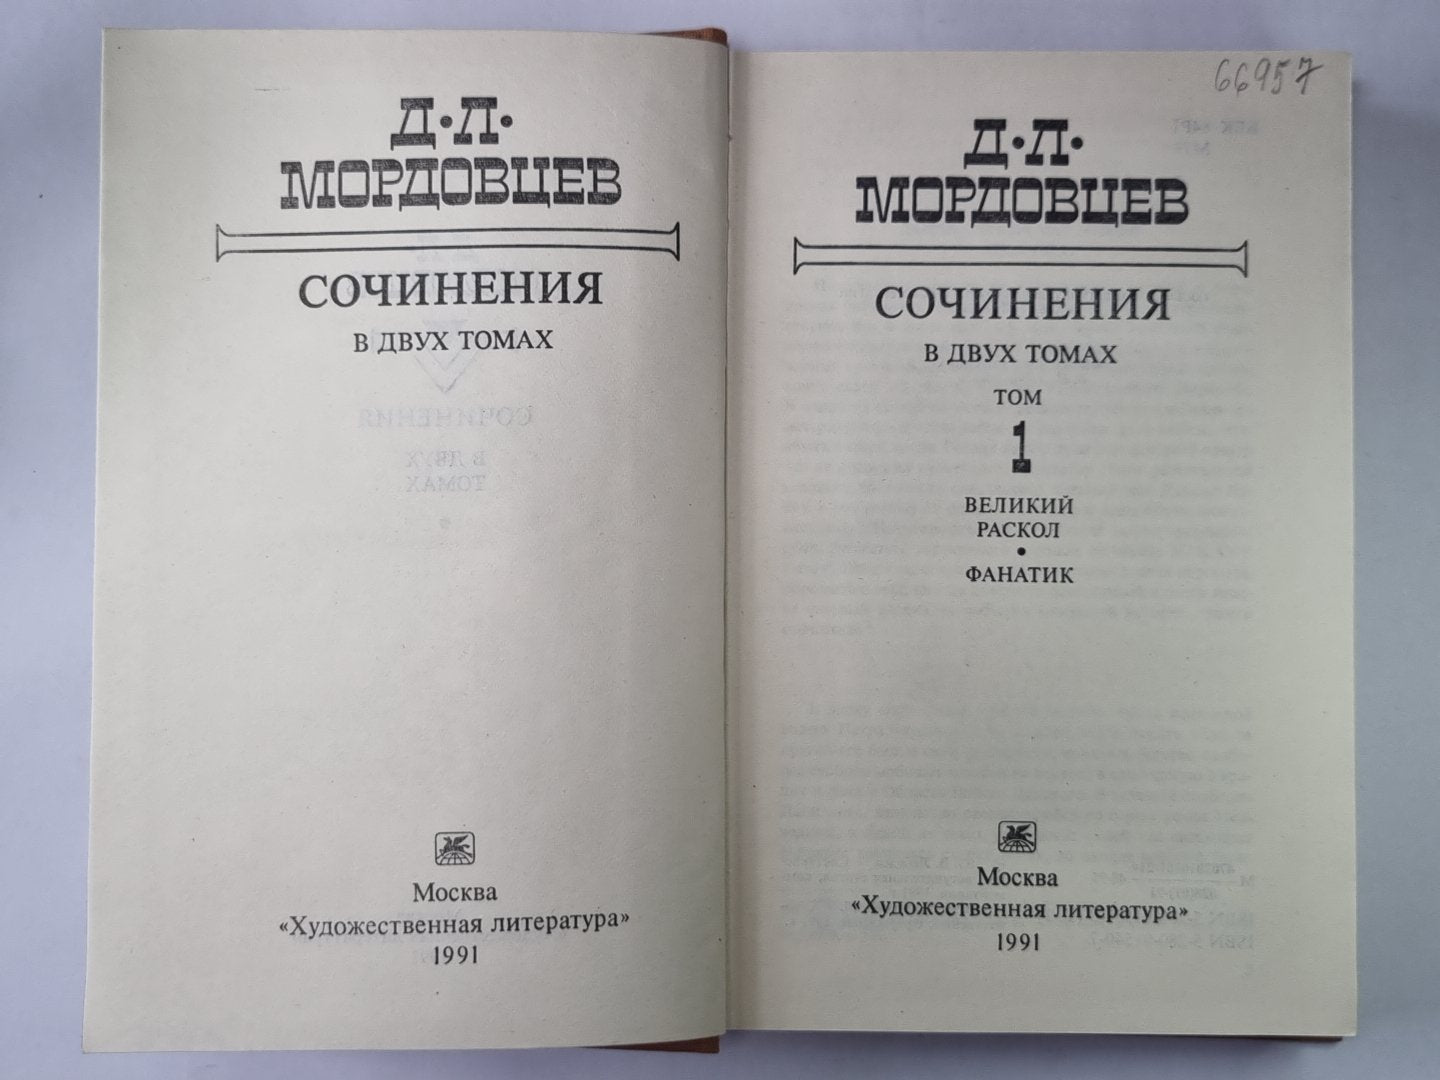 Д·Л·
МОРДОВЦЕВ
СОЧИНЕНИЯ
В ДВУХ ТОМАХ
Москва
«Художественная литература»
1991
66957
Д·Л·
МОРДОВЦЕВ
СОЧИНЕНИЯ
В ДВУХ ТОМАХ
ТОМ
1
ВЕЛИКИЙ
РАСКОЛ
•
ФАНАТИК
Москва
«Художественная литература»
1991